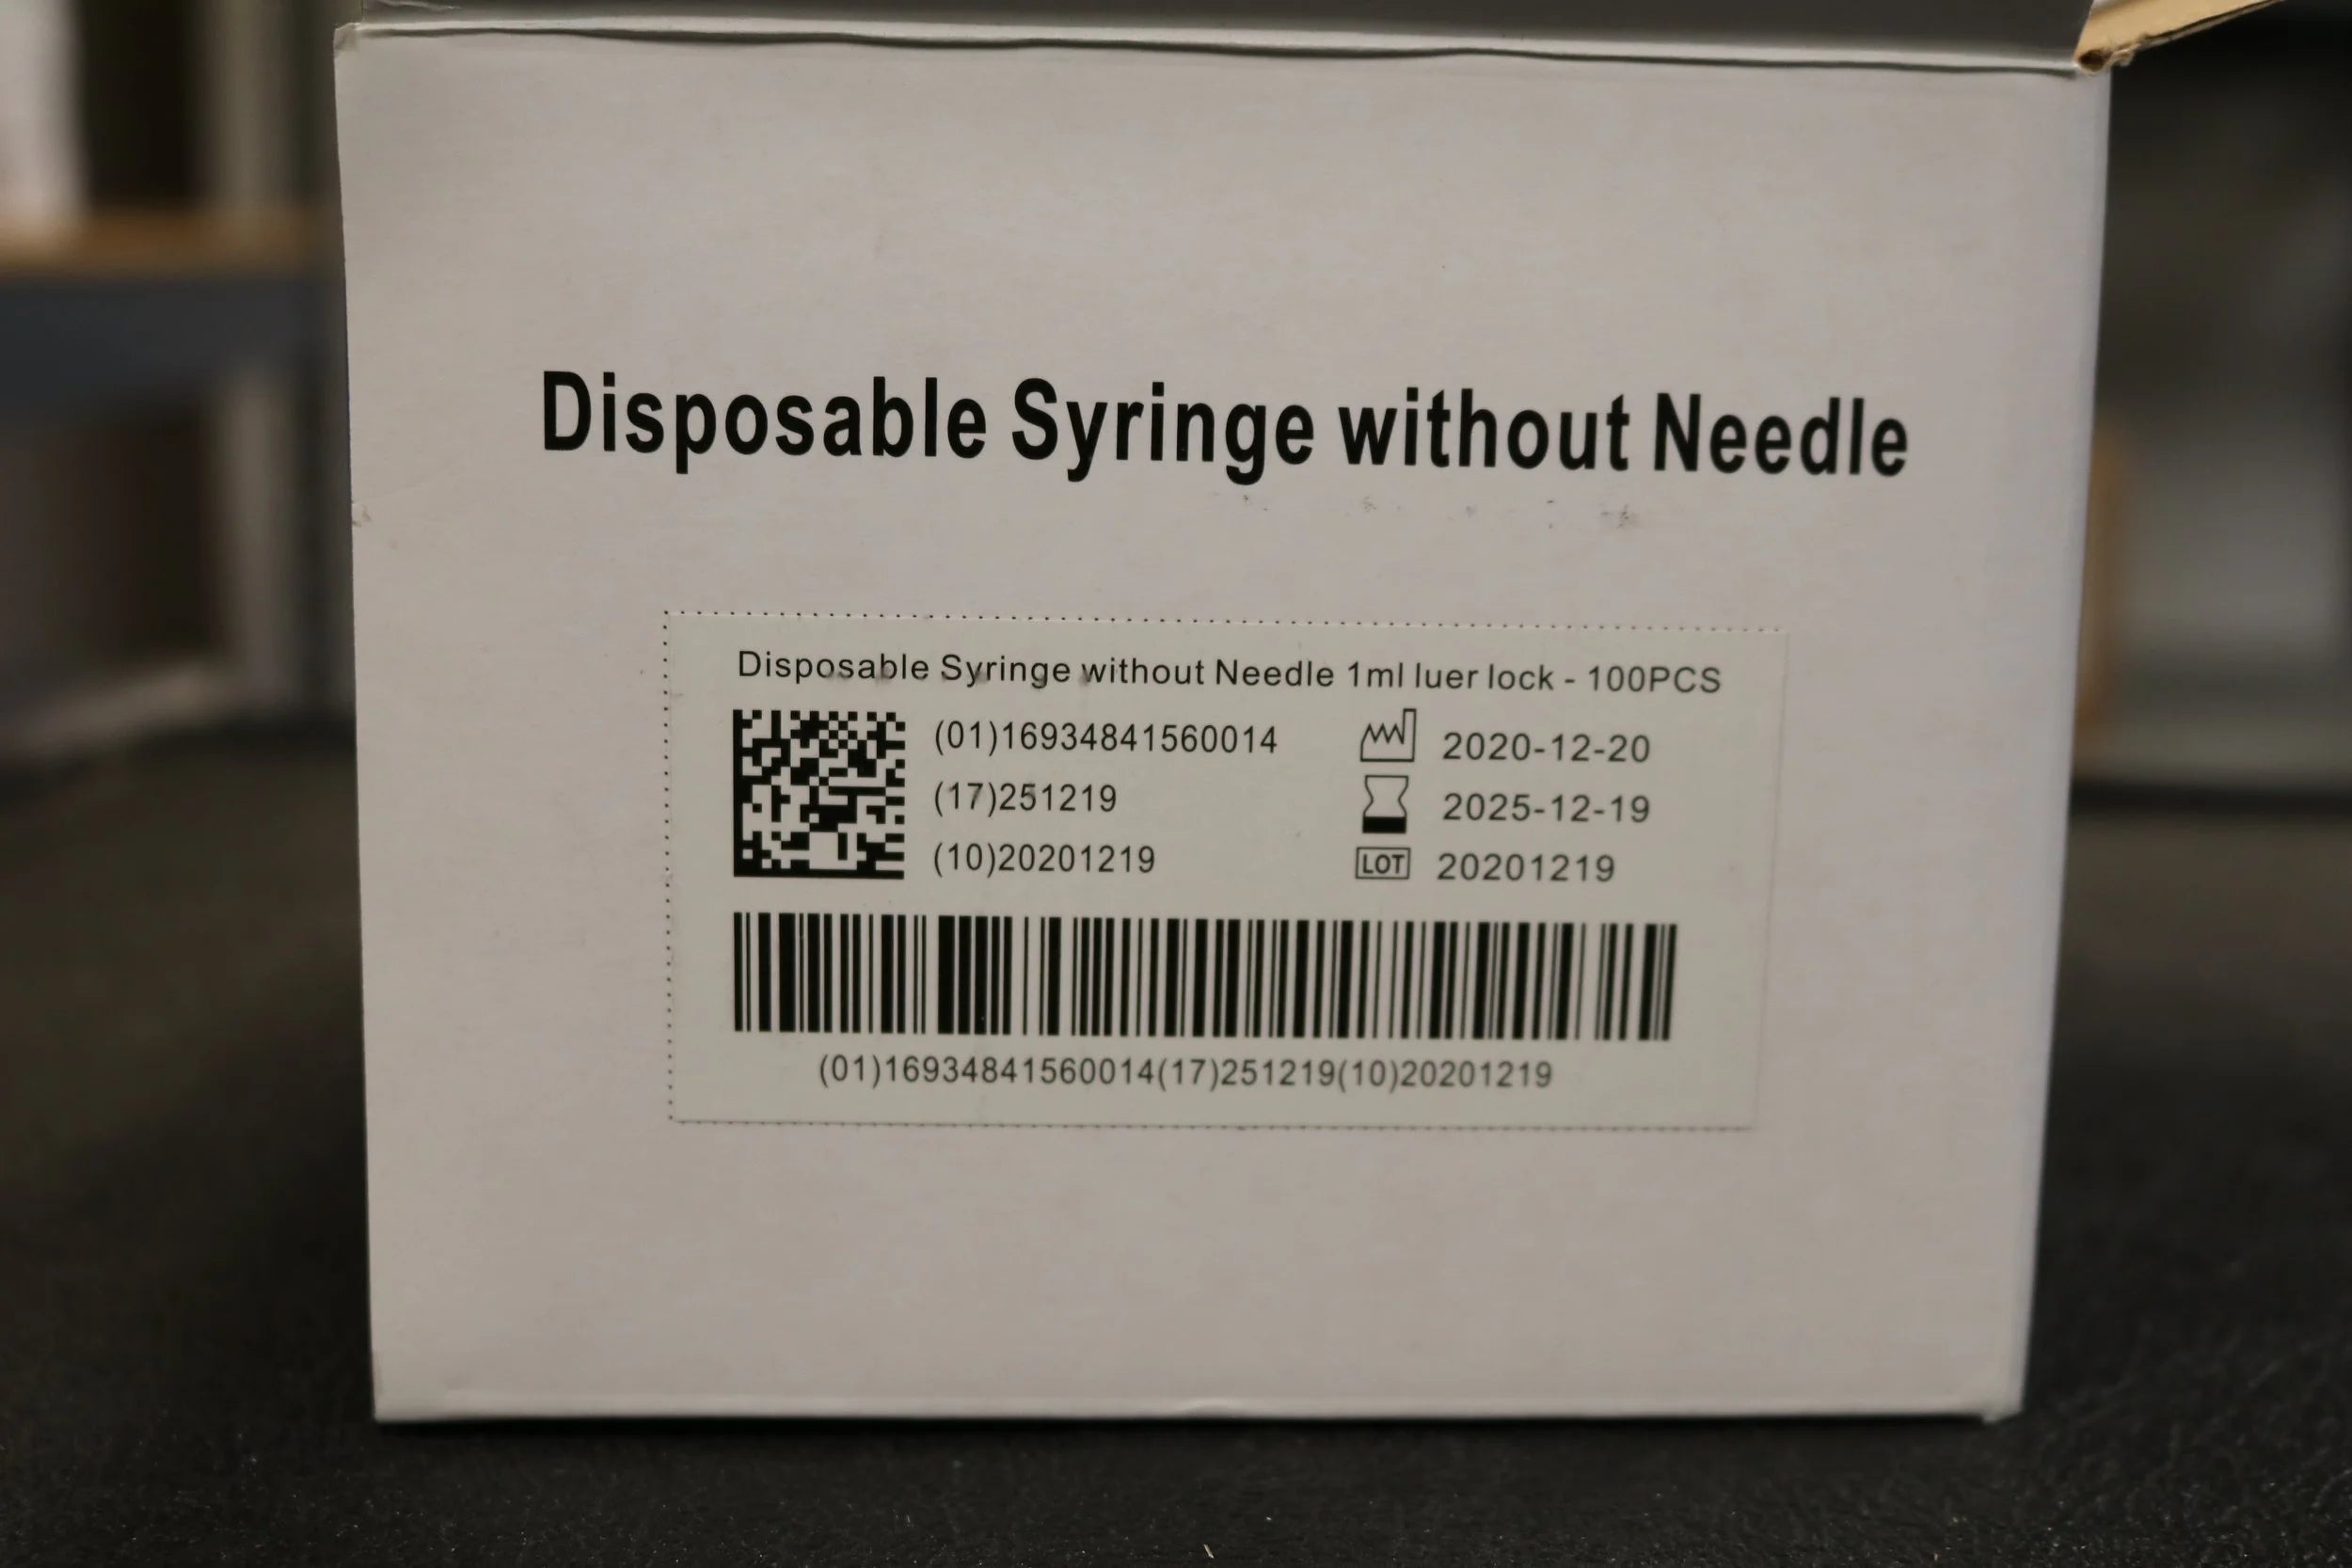 Disposable Syringe without Needle
Disposable Syringe without Needle 1ml luer lock - 100PCS
(01)16934841560014
2020-12-20
(17)251219
2025-12-19
(10)20201219
LOT 20201219
(01)16934841560014(17)251219(10)20201219